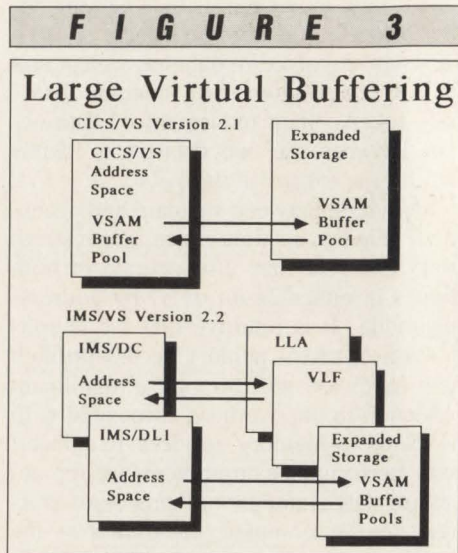 FIGURE 3
Large Virtual Buffering
CICS/VS Version 2.1
CICS/VS
Address
Space
VSAM
Buffer
Pool
Expanded
Storage
VSAM
Buffer
Pool
IMS/VS Version 2.2
IMS/DC
Address
Space
LLA
VLF
IMS/DL1
Address
Space
Expanded
Storage
VSAM
Buffer
Pools